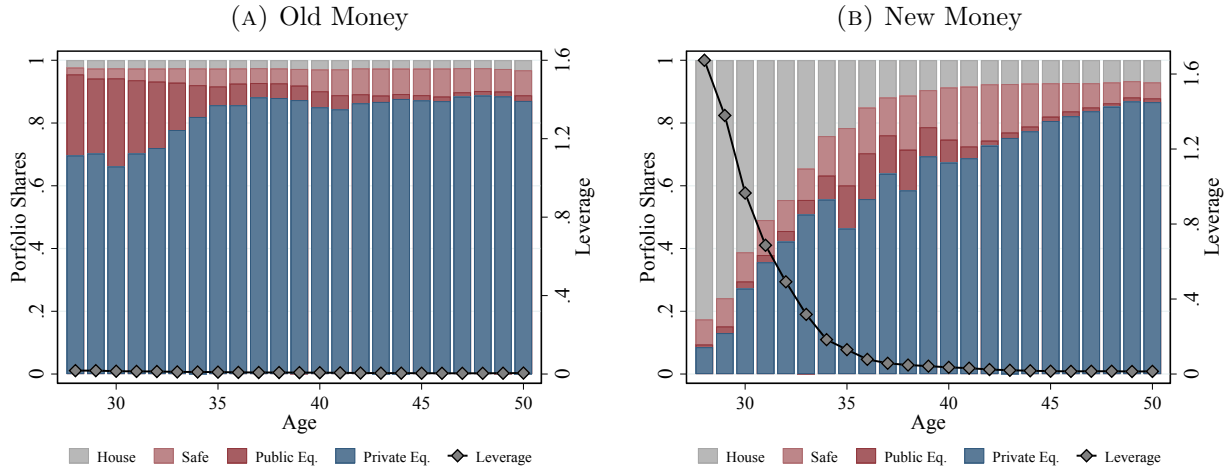 (A) Old Money
(B) New Money
Porfolio Shares
0 .2 .4 .6 .8 1
Leverage
0 .4 .8 1.2 1.6
30 35 40 45 50
Age
House Safe Public Eq. Private Eq. Leverage
Porfolio Shares
0 .2 .4 .6 .8 1
Leverage
0 .4 .8 1.2 1.6
30 35 40 45 50
Age
House Safe Public Eq. Private Eq. Leverage